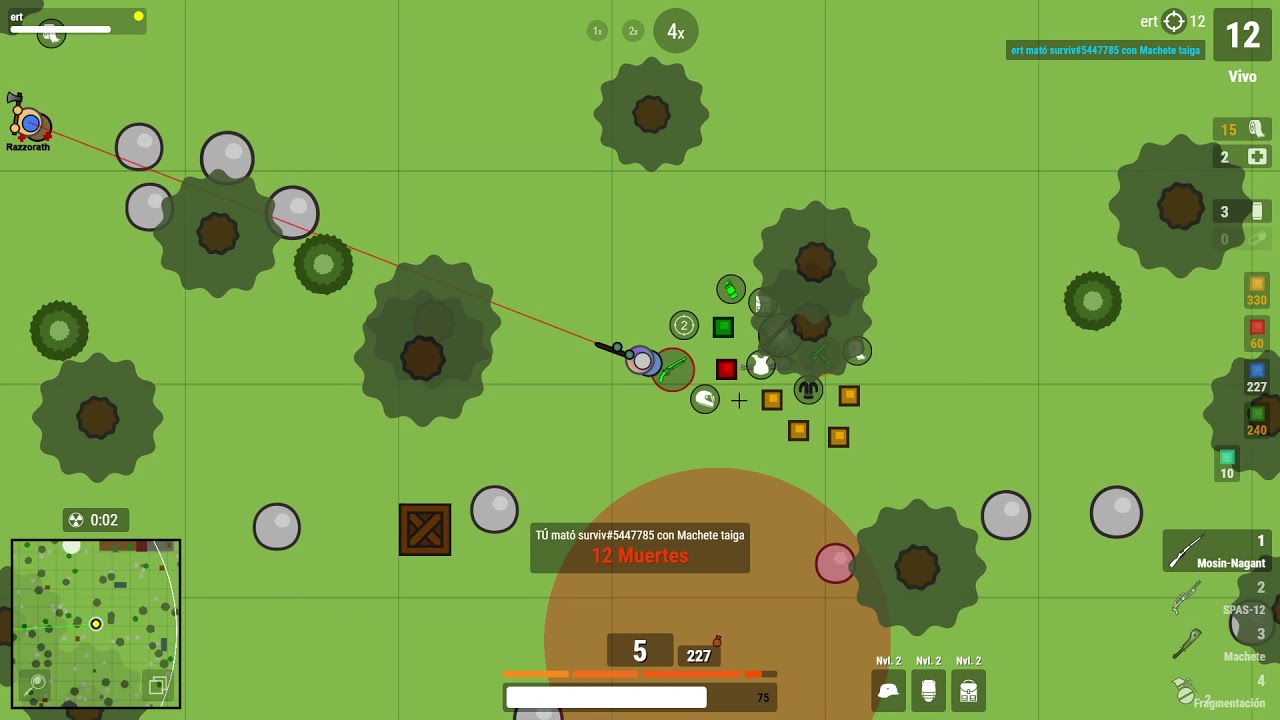 ert
1x
2x
4x
ert 12
12
ert mató surviv#5447785 con Machete taiga
Vivo
Razzorath
15
2
3
0
330
60
227
240
10
2
0:02
TÚ mató surviv#5447785 con Machete taiga
12 Muertes
1
Mosin-Nagant
2
SPAS-12
3
Machete
4
2
Fragmentación
5
227
75
Nvl. 2
Nvl. 2
Nvl. 2